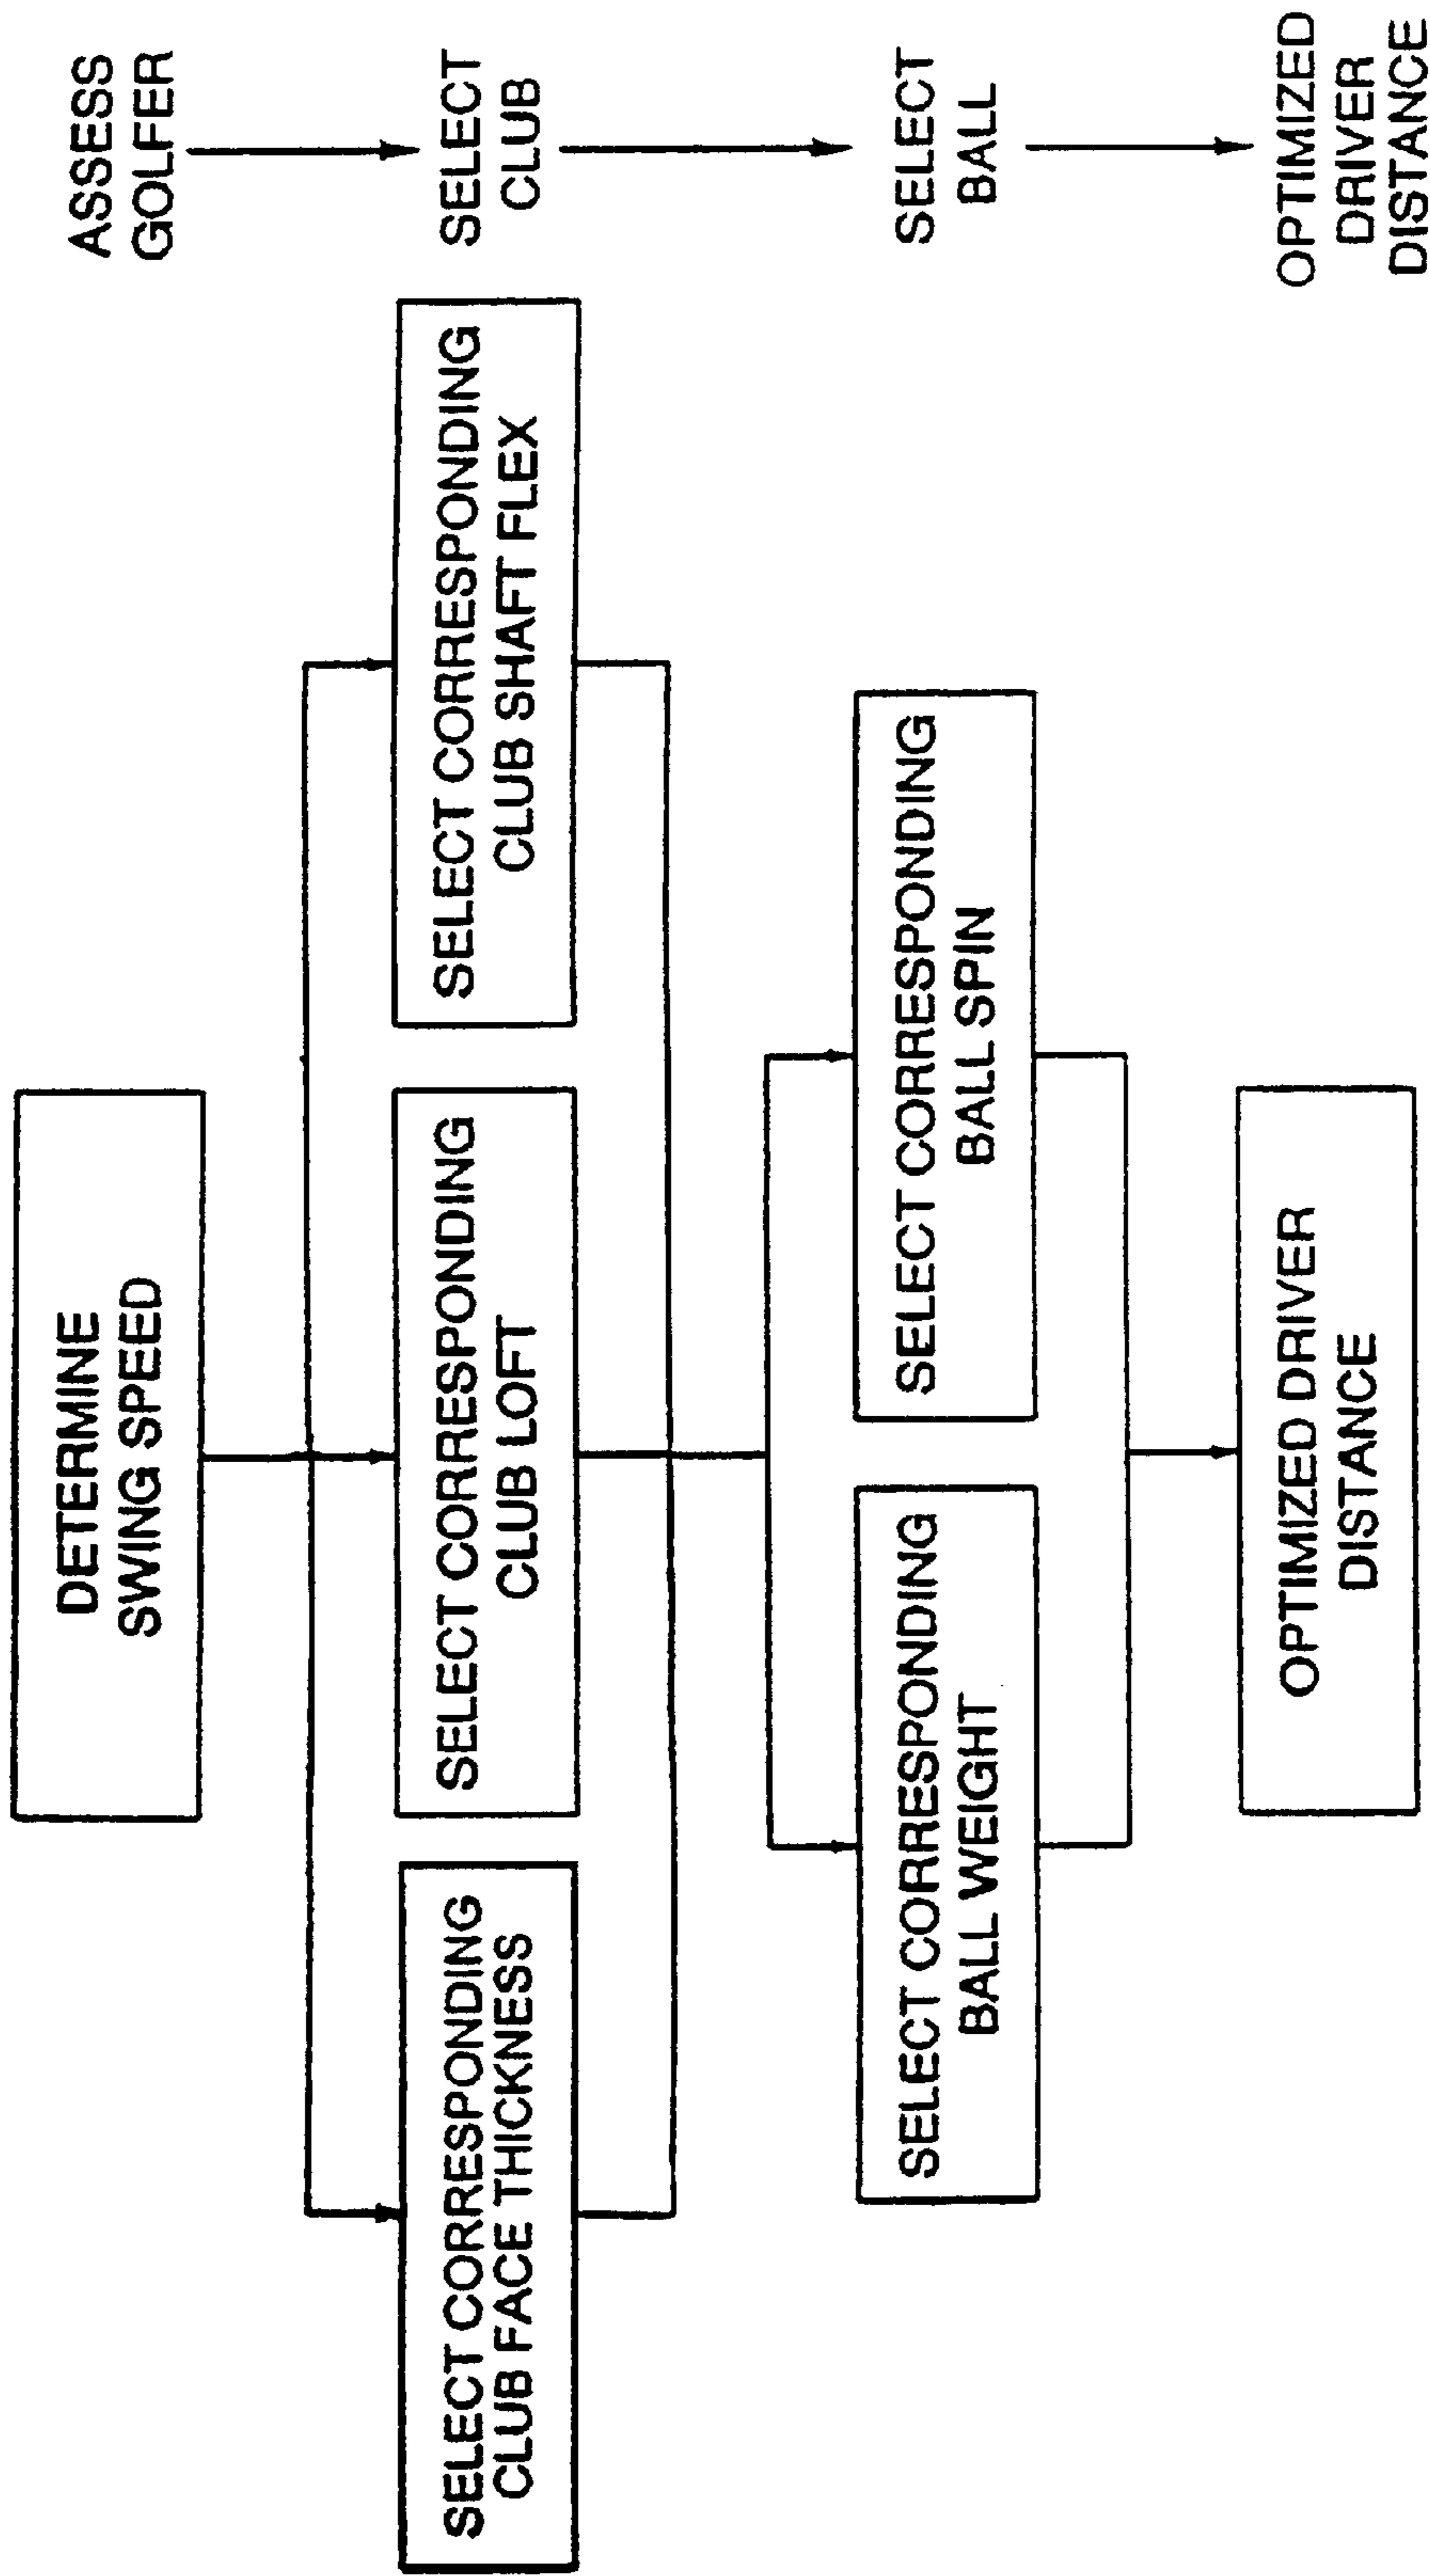 DETERMINE
SWING SPEED
ASSESS
GOLFER
SELECT CORRESPONDING
CLUB FACE THICKNESS
SELECT CORRESPONDING
CLUB LOFT
SELECT CORRESPONDING
CLUB SHAFT FLEX
SELECT
CLUB
SELECT CORRESPONDING
BALL WEIGHT
SELECT CORRESPONDING
BALL SPIN
SELECT
BALL
OPTIMIZED DRIVER
DISTANCE
OPTIMIZED
DRIVER
DISTANCE